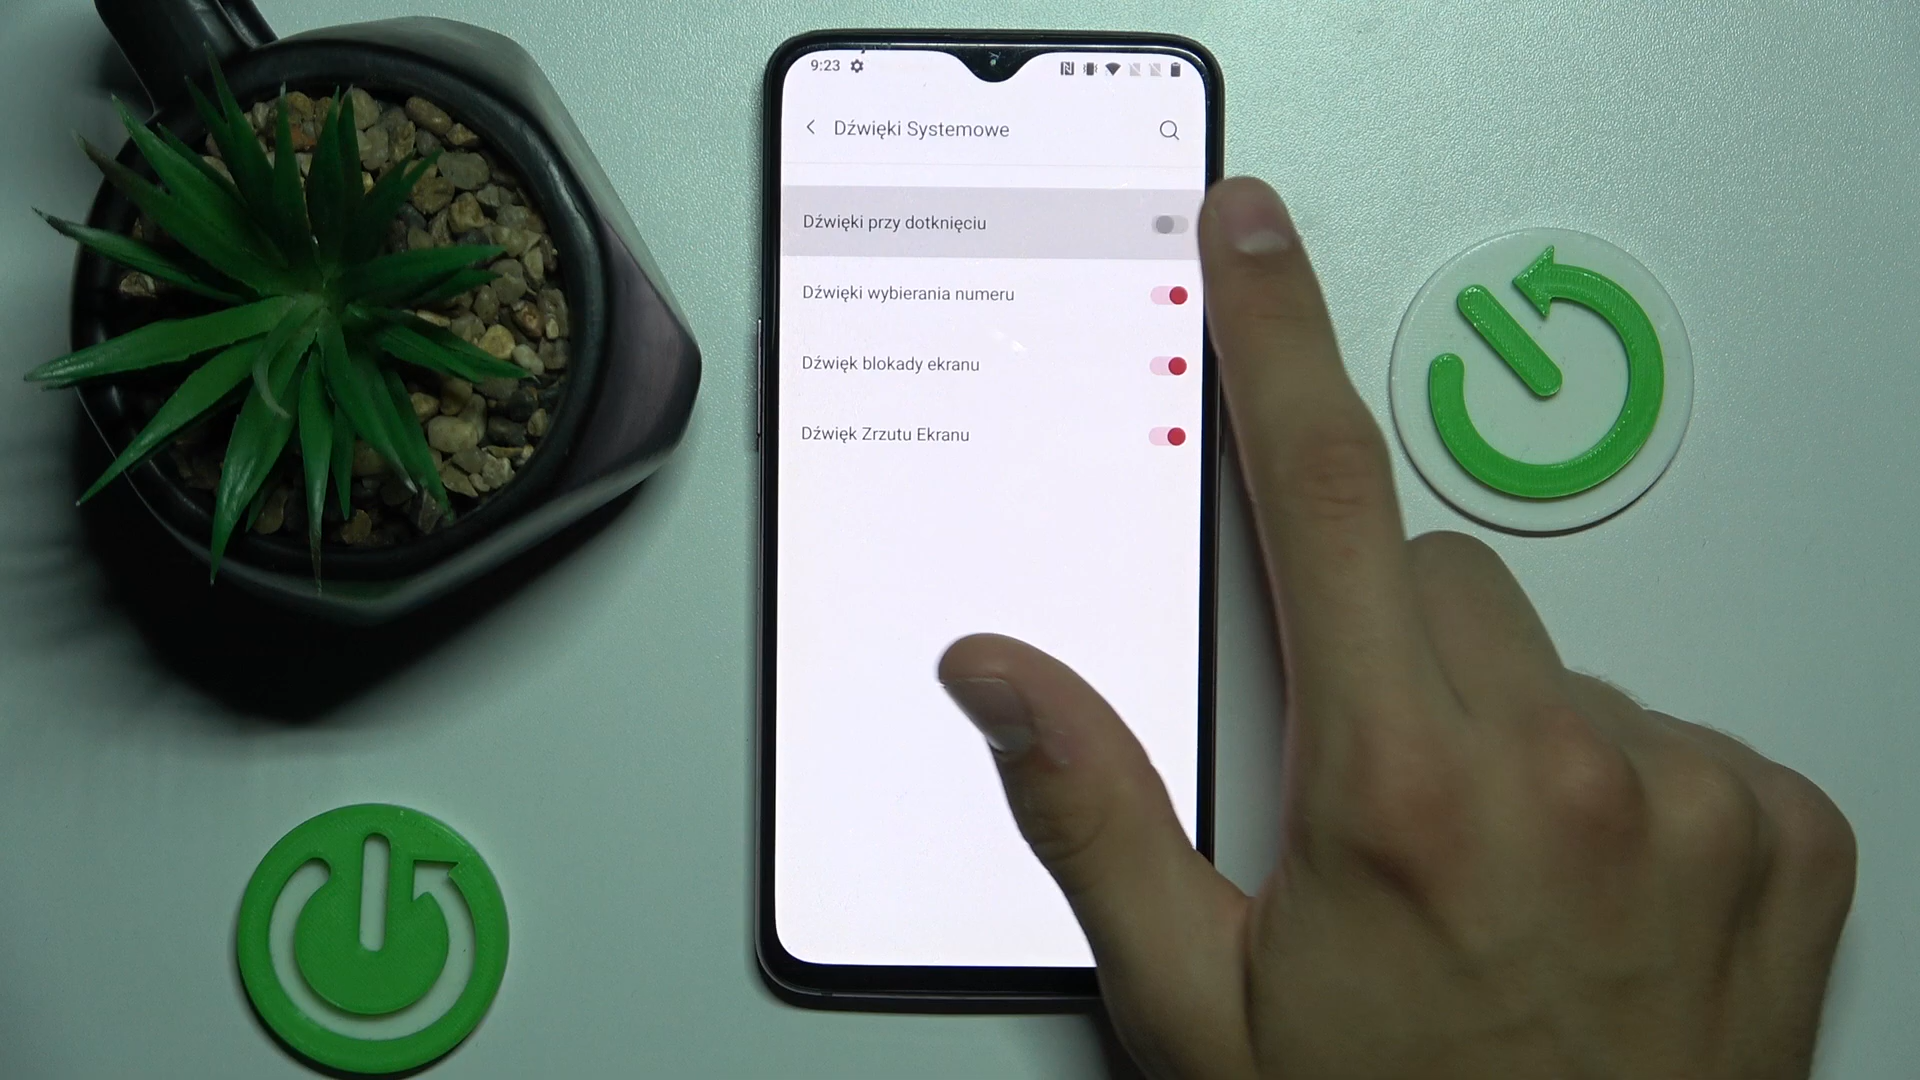 9:23
Dźwięki Systemowe
Dźwięki przy dotknięciu
Dźwięki wybierania numeru
Dźwięk blokady ekranu
Dźwięk Zrzutu Ekranu